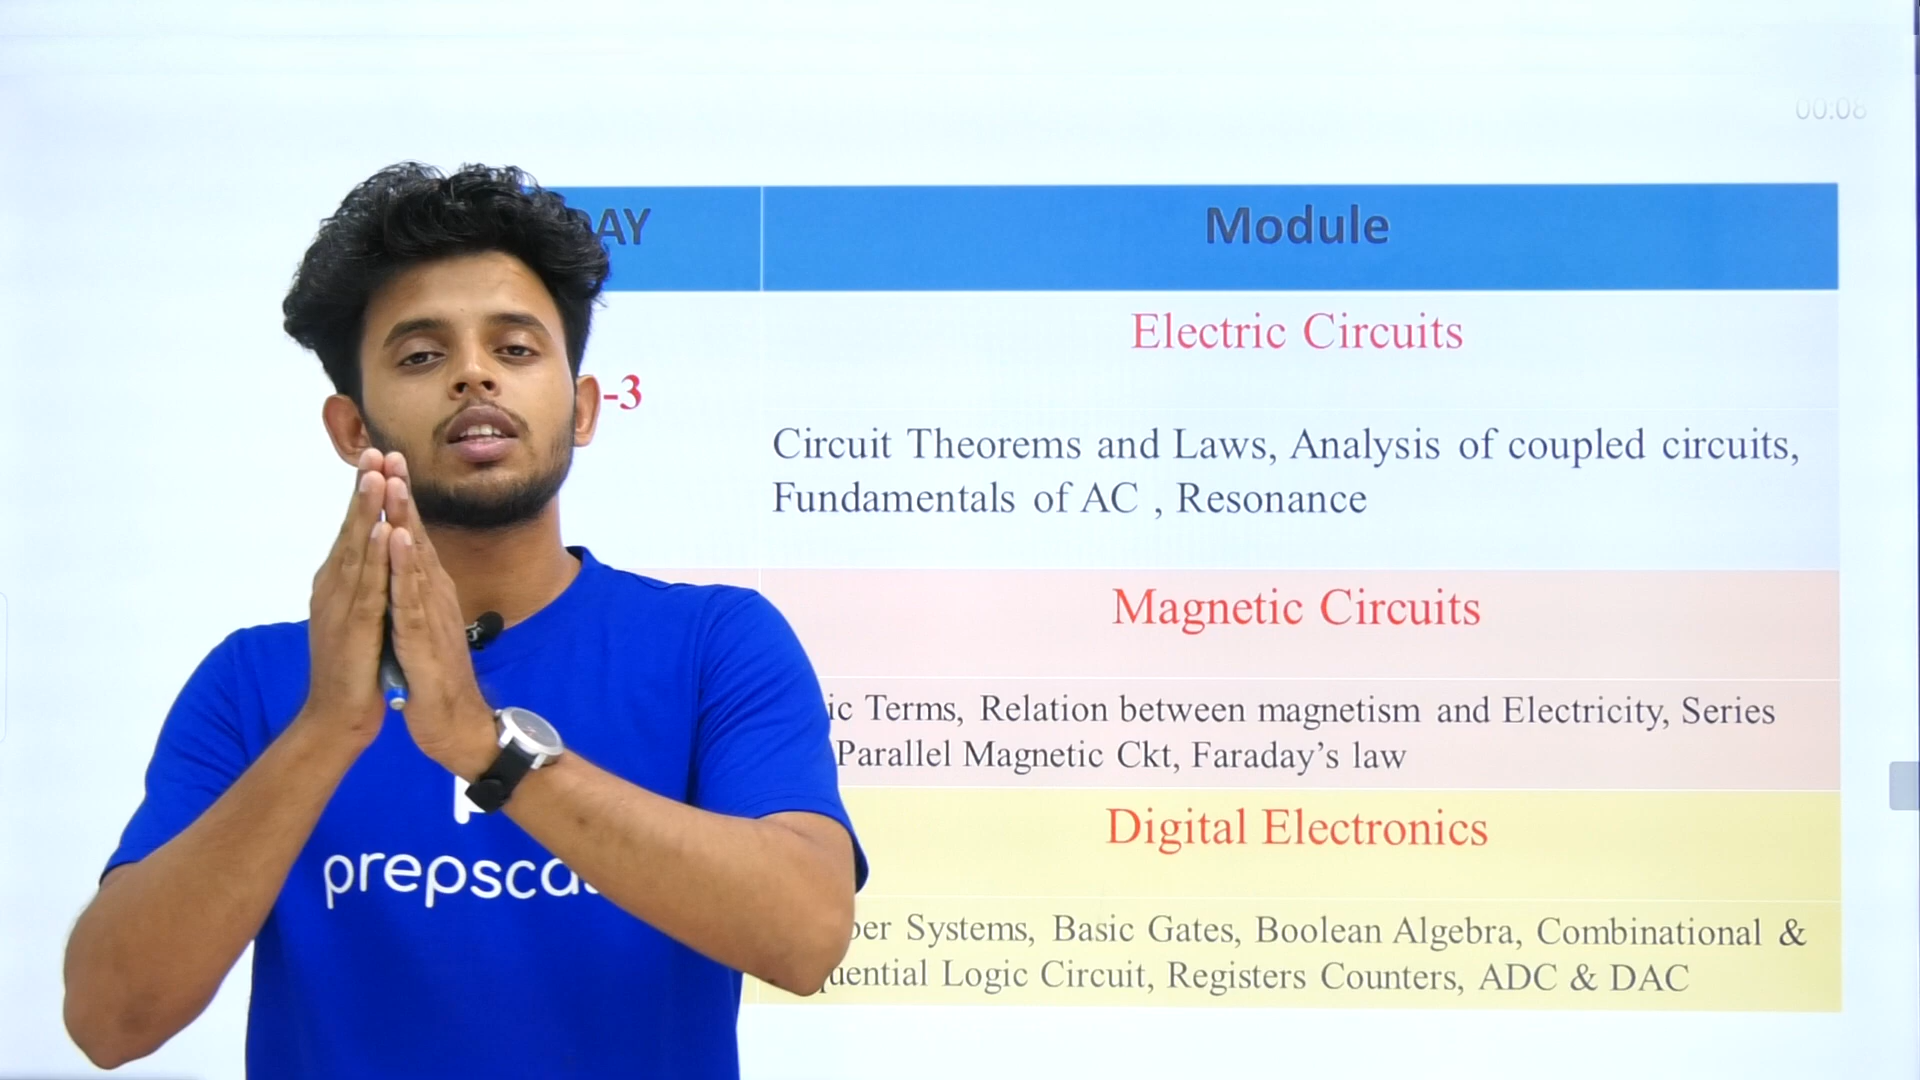 00:08
DAY Module
Electric Circuits
-3
Circuit Theorems and Laws, Analysis of coupled circuits,
Fundamentals of AC , Resonance
Magnetic Circuits
ic Terms, Relation between magnetism and Electricity, Series
Parallel Magnetic Ckt, Faraday’s law
Digital Electronics
ber Systems, Basic Gates, Boolean Algebra, Combinational &
uential Logic Circuit, Registers Counters, ADC & DAC
prepsca